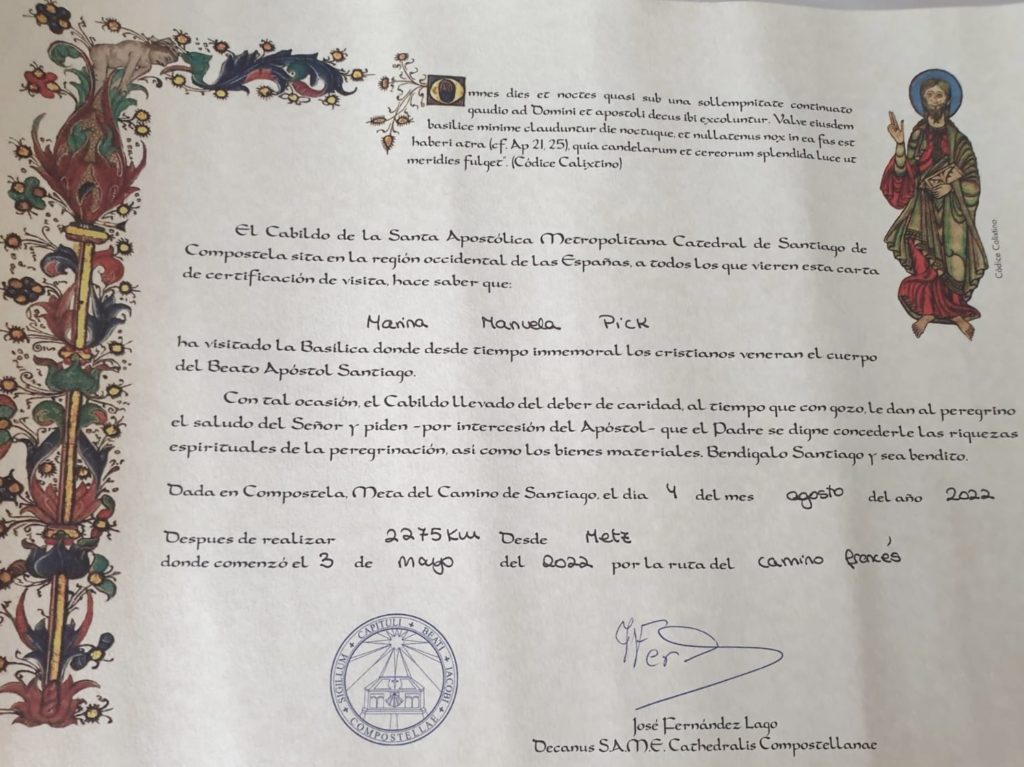 Omnes dies et noctes quasi sub una sollempnitate continuato
gaudio ad Domini et apostoli decus ibi excoluntur. Valve eiusdem
basilice minime clauduntur die noctuque, et nullatenus nox in ea fas est
haberi atra (cf. Ap 21, 25), quia candelarum et cereorum splendida luce ut
meridies fulget". (Códice Calixtino)
Códice Calixtino
El Cabildo de la Santa Apostólica Metropolitana Catedral de Santiago de
Compostela sita en la región occidental de las Españas, a todos los que vieren esta carta
de certificación de visita, hace saber que:
Marina Manuela Pick
ha visitado la Basílica donde desde tiempo inmemoral los cristianos veneran el cuerpo
del Beato Apóstol Santiago.
Con tal ocasión, el Cabildo llevado del deber de caridad, al tiempo que con gozo, le dan al peregrino
el saludo del Señor y piden -por intercesión del Apóstol- que el Padre se digne concederle las riquezas
espirituales de la peregrinación, así como los bienes materiales. Bendigalo Santiago y sea bendito.
Dada en Compostela, Meta del Camino de Santiago, el dia 4 del mes agosto del año 2022
Despues de realizar 2275 Km Desde Metz
donde comenzó el 3 de mayo del 2022 por la ruta del camino francés
SIGILLUM + CAPITULI + BEATI + JACOBI + COMPOSTELLAE +
José Fernández Lago
Decanus S.A.M.E. Cathedralis Compostellanae